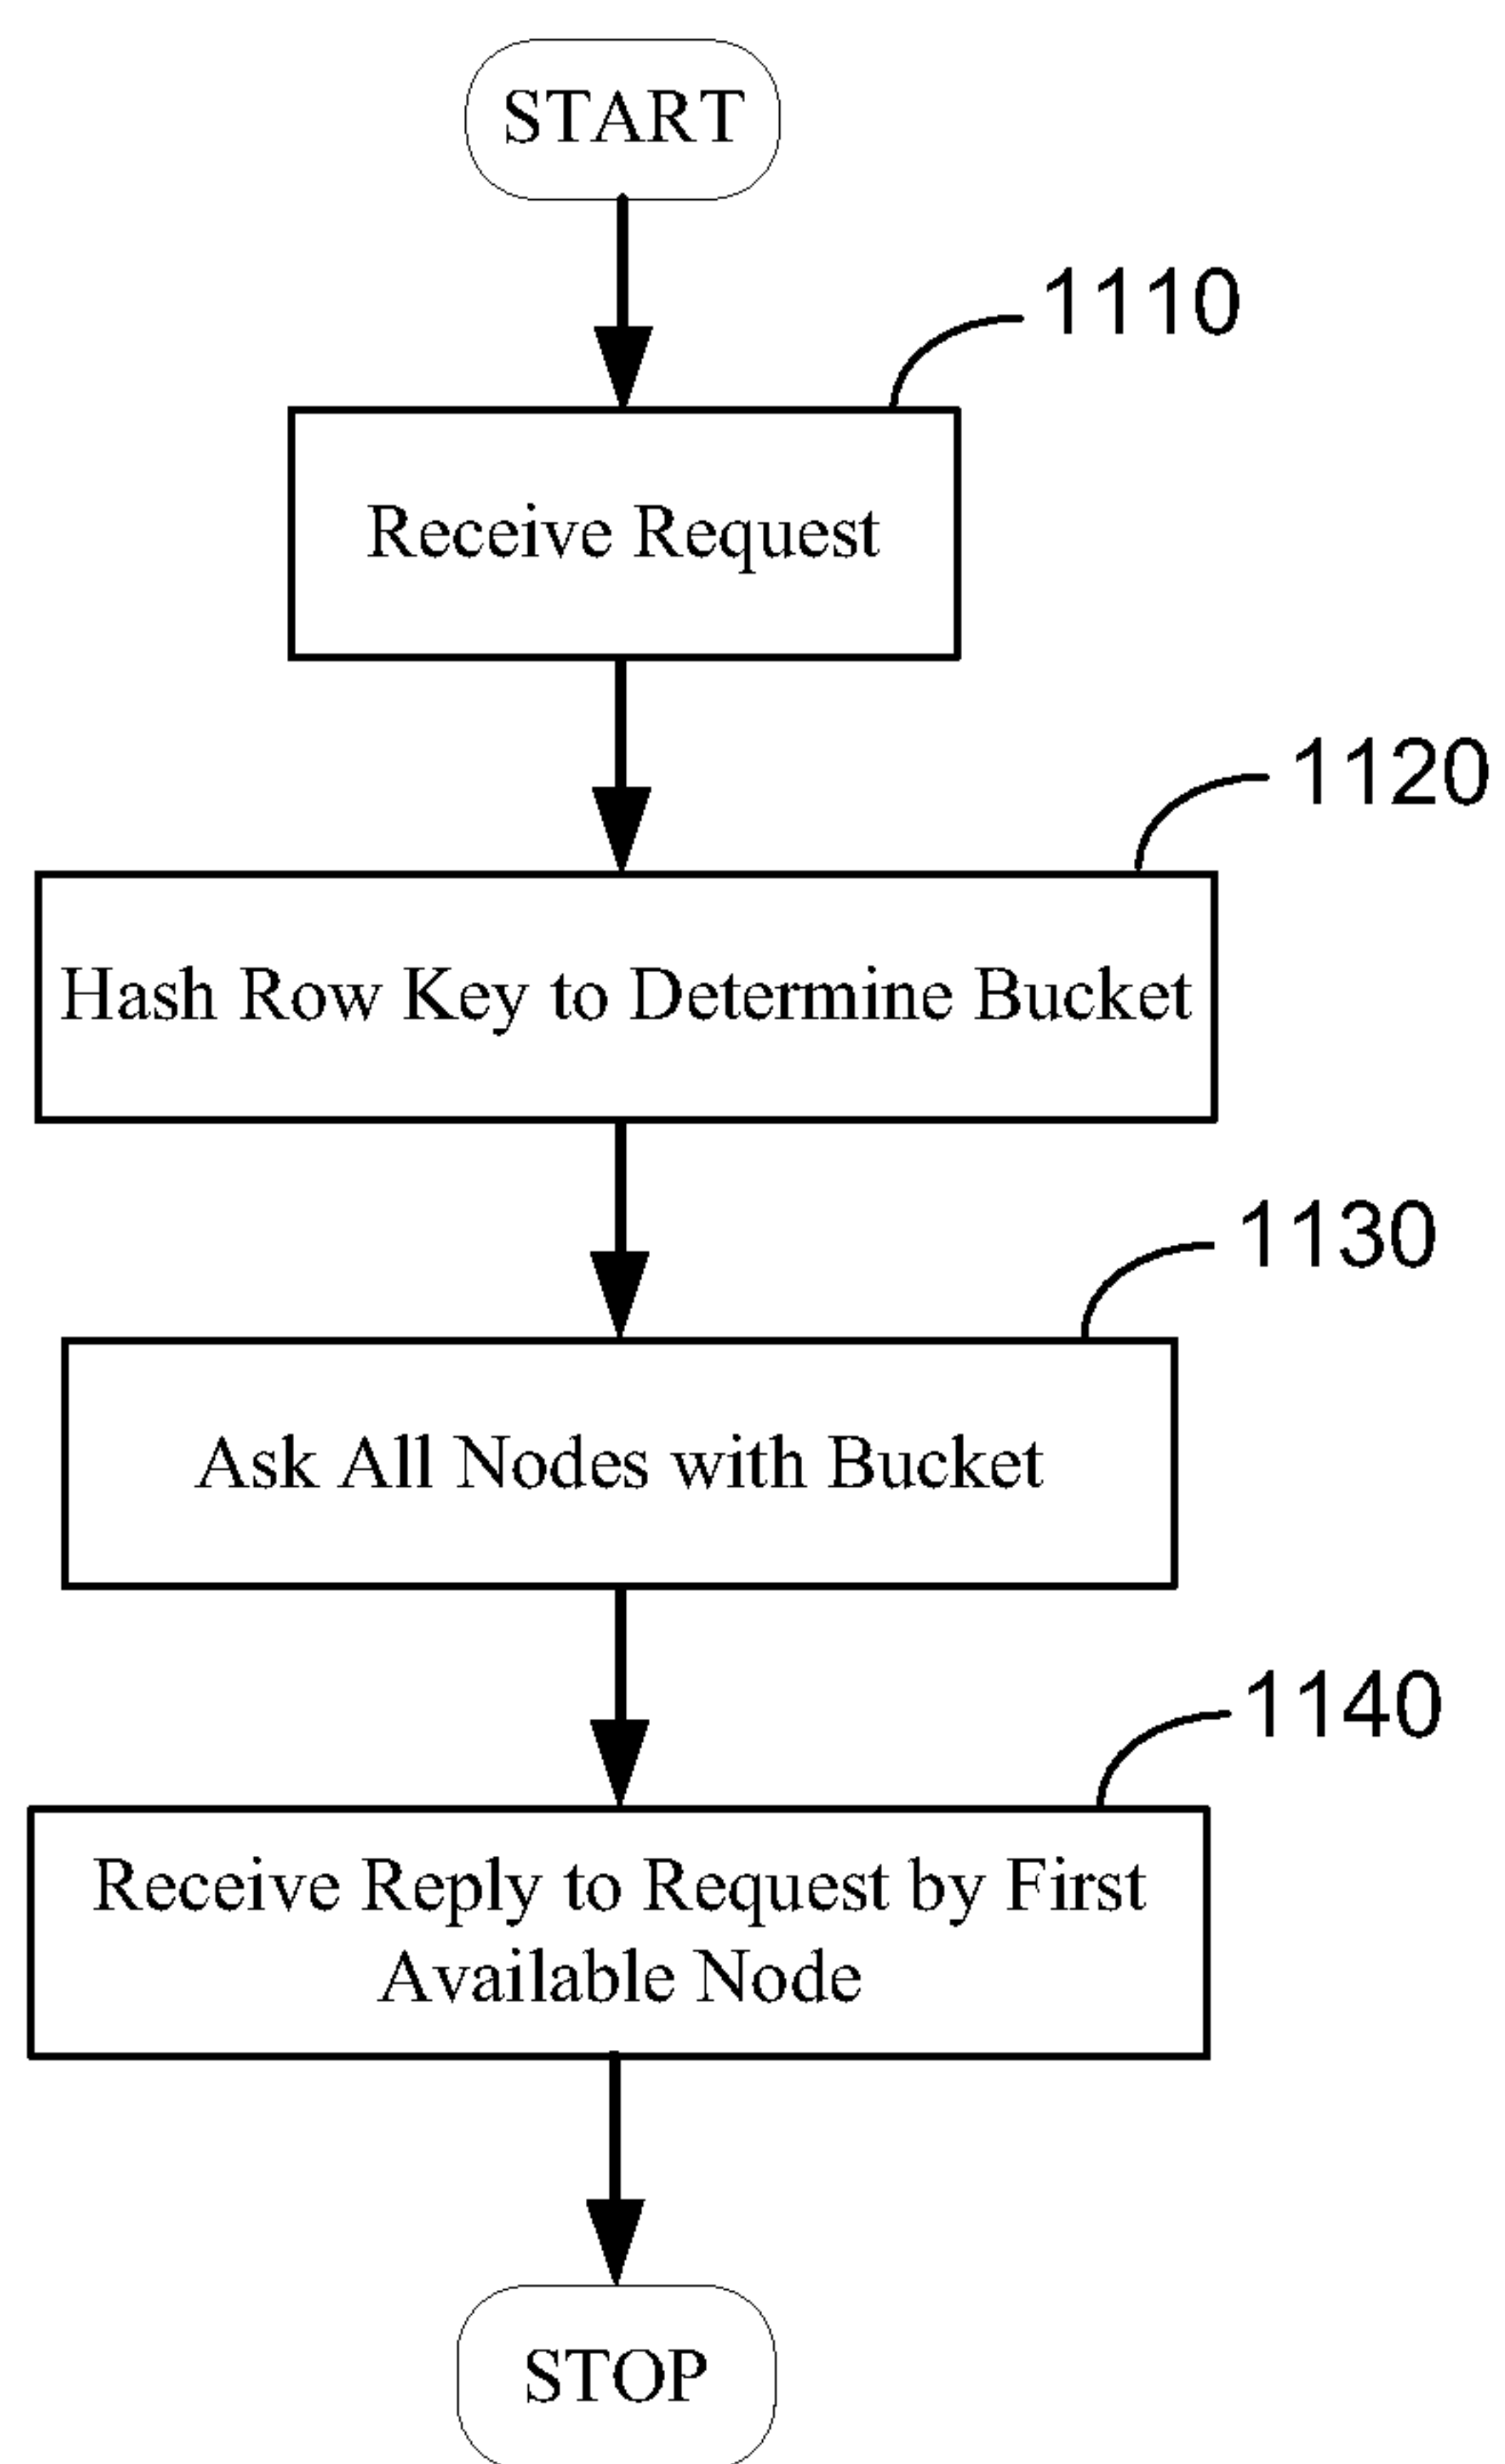 START
1110
Receive Request
1120
Hash Row Key to Determine Bucket
1130
Ask All Nodes with Bucket
1140
Receive Reply to Request by First
Available Node
STOP